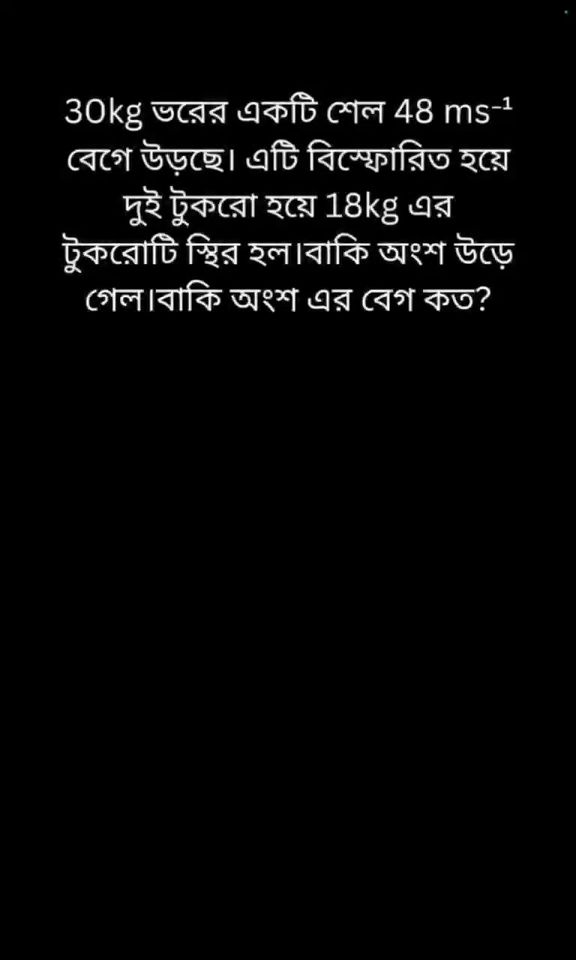 30kg ভরের একটি শেল 48 ms⁻¹
বেগে উড়ছে। এটি বিস্ফোরিত হয়ে
দুই টুকরো হয়ে 18kg এর
টুকরোটি স্থির হল।বাকি অংশ উড়ে
গেল।বাকি অংশ এর বেগ কত?